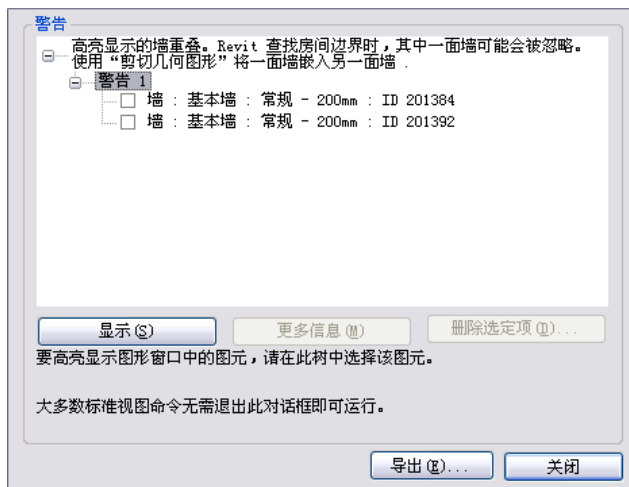 警告
高亮显示的墙重叠。Revit 查找房间边界时，其中一面墙可能会被忽略。
使用“剪切几何图形”将一面墙嵌入另一面墙 .
警告 1
墙 : 基本墙 : 常规 - 200mm : ID 201384
墙 : 基本墙 : 常规 - 200mm : ID 201392
显示(S) 更多信息(M) 删除选定项(D)...
要高亮显示图形窗口中的图元，请在此树中选择该图元。
大多数标准视图命令无需退出此对话框即可运行。
导出(E)... 关闭